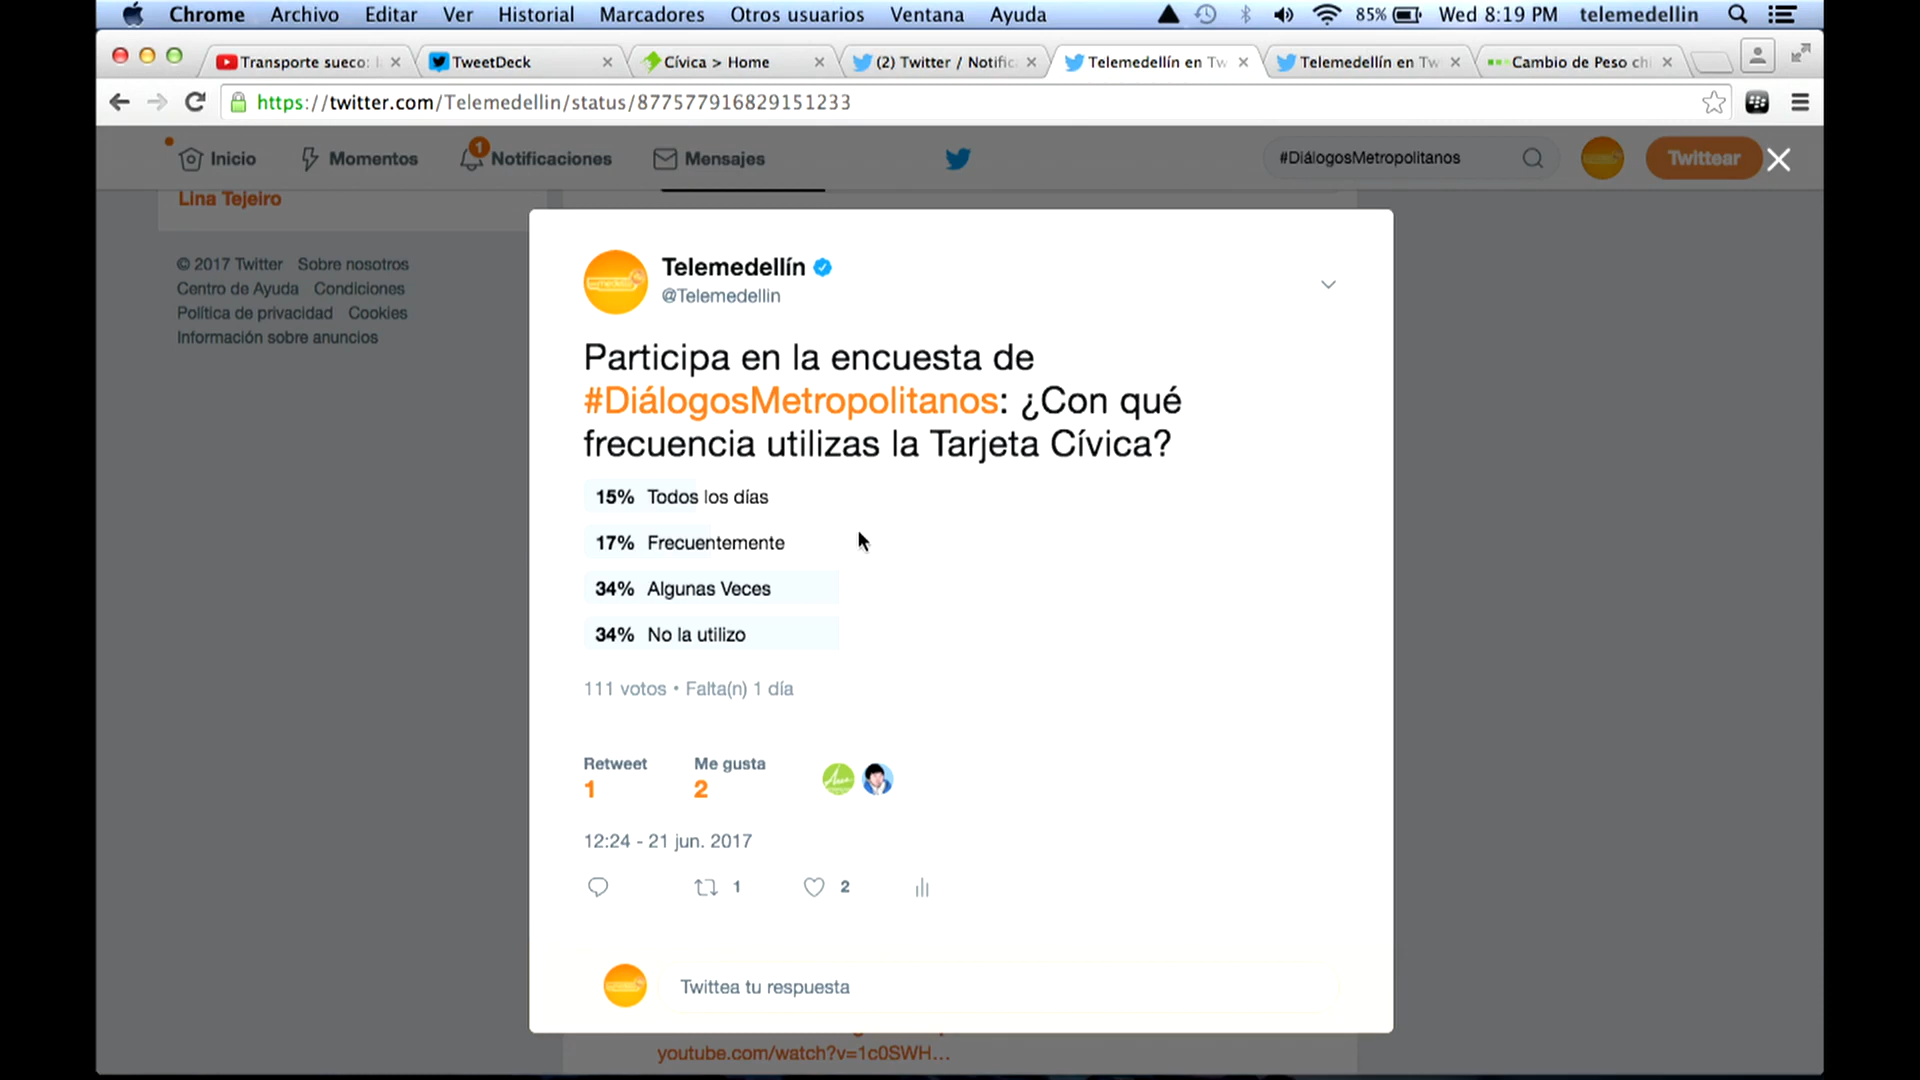 Chrome Archivo Editar Ver Historial Marcadores Otros usuarios Ventana Ayuda 85% Wed 8:19 PM telemedellin
Transporte sueco: TweetDeck Cívica > Home (2) Twitter / Notific Telemedellín en Tw Telemedellín en Tw Cambio de Peso ch
https://twitter.com/Telemedellin/status/877577916829151233
Inicio Momentos 1 Notificaciones Mensajes #DiálogosMetropolitanos Twittear
Lina Tejeiro
© 2017 Twitter Sobre nosotros
Centro de Ayuda Condiciones
Política de privacidad Cookies
Información sobre anuncios
Telemedellín
@Telemedellin
Participa en la encuesta de
#DiálogosMetropolitanos: ¿Con qué
frecuencia utilizas la Tarjeta Cívica?
15% Todos los días
17% Frecuentemente
34% Algunas Veces
34% No la utilizo
111 votos • Falta(n) 1 día
Retweet Me gusta
1 2
12:24 - 21 jun. 2017
1 2
Twittea tu respuesta
youtube.com/watch?v=1c0SWH...